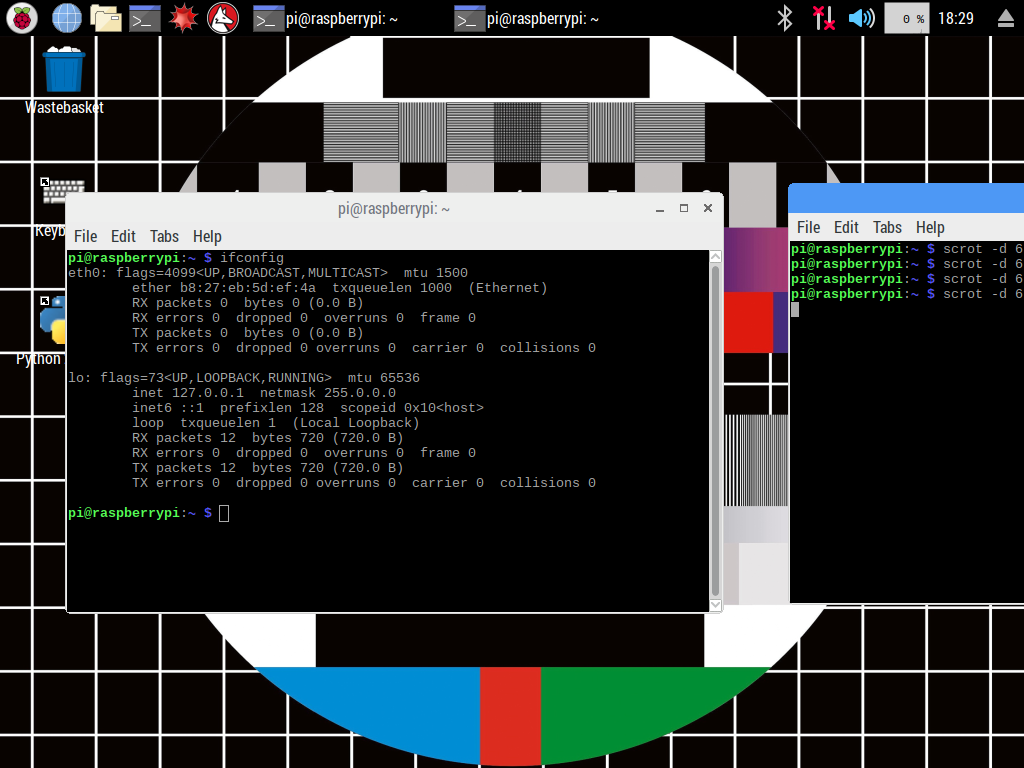 pi@raspberrypi: ~
pi@raspberrypi: ~
0 %
18:29
Wastebasket
Python
pi@raspberrypi: ~
File Edit Tabs Help
pi@raspberrypi:~ $ ifconfig
eth0: flags=4099<UP,BROADCAST,MULTICAST>  mtu 1500
        ether b8:27:eb:5d:ef:4a  txqueuelen 1000  (Ethernet)
        RX packets 0  bytes 0 (0.0 B)
        RX errors 0  dropped 0  overruns 0  frame 0
        TX packets 0  bytes 0 (0.0 B)
        TX errors 0  dropped 0 overruns 0  carrier 0  collisions 0
lo: flags=73<UP,LOOPBACK,RUNNING>  mtu 65536
        inet 127.0.0.1  netmask 255.0.0.0
        inet6 ::1  prefixlen 128  scopeid 0x10<host>
        loop  txqueuelen 1  (Local Loopback)
        RX packets 12  bytes 720 (720.0 B)
        RX errors 0  dropped 0  overruns 0  frame 0
        TX packets 12  bytes 720 (720.0 B)
        TX errors 0  dropped 0 overruns 0  carrier 0  collisions 0
pi@raspberrypi:~ $
File Edit Tabs Help
pi@raspberrypi:~ $ scrot -d 6
pi@raspberrypi:~ $ scrot -d 6
pi@raspberrypi:~ $ scrot -d 6
pi@raspberrypi:~ $ scrot -d 6